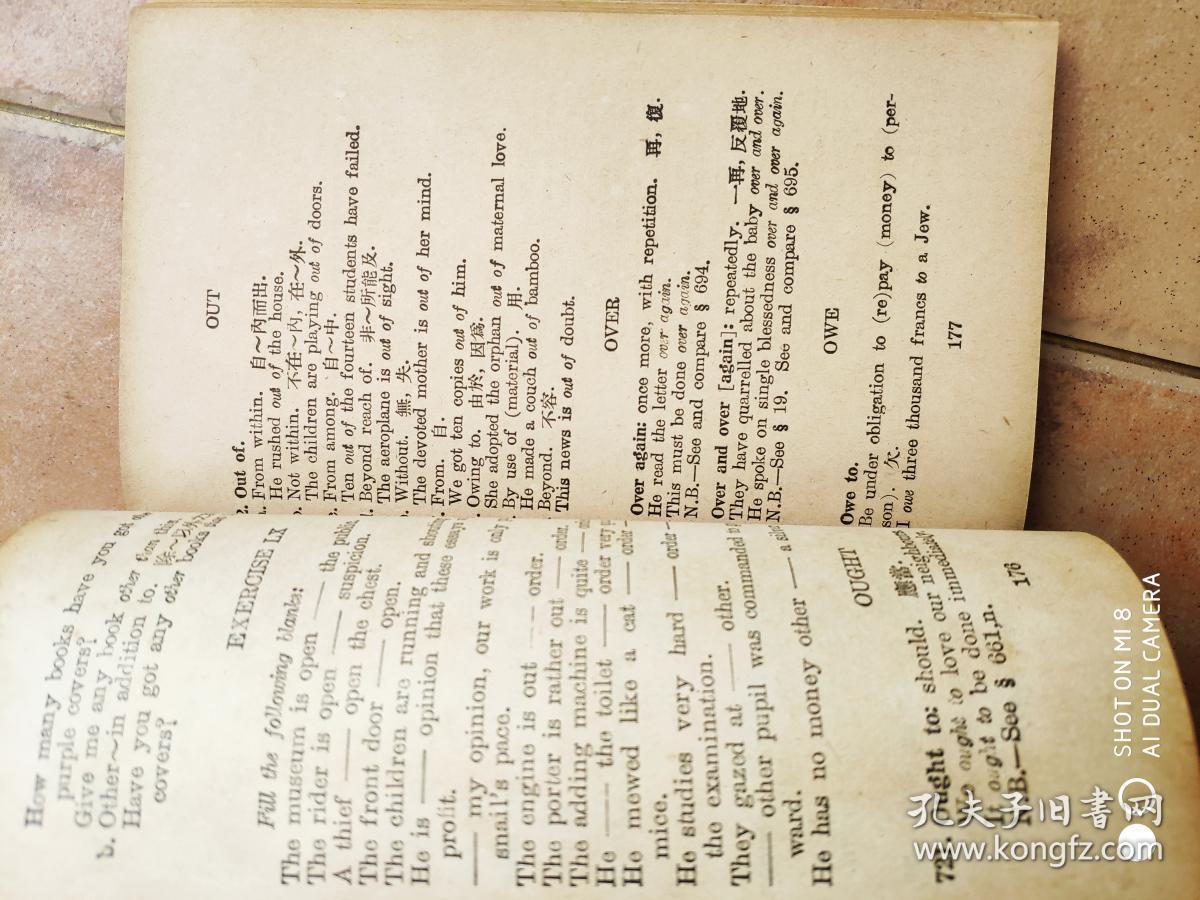 How many books have you got
purple covers?
Give me any book other from this.
b. Other～in addition to. 除～以外
Have you got any other books
covers?
EXERCISE LX
Fill the following blanks:
The museum is open —— the public
The rider is open —— suspicion.
A thief —— open the chest.
The front door —— open.
The children are running and
He is —— opinion that these
profit.
—— my opinion, our work is only
snail's pace.
The engine is out —— order.
The porter is rather out —— order.
The adding machine is quite
He —— the toilet —— order very
He mewed like a cat —— order
mice.
He studies very hard —— order
the examination.
They gazed at —— other.
—— other pupil was commanded
ward.
He has no money other ——
OUGHT
Ought to: should. 應當.
We ought to love our neighbors
It ought to be done immediately
N.B.—See § 661,n.
176
OUT
2. Out of.
From within. 自～內而出.
He rushed out of the house.
Not within. 不在～內, 在～外.
The children are playing out of doors.
From among. 自～中.
Ten out of the fourteen students have failed.
Beyond reach of. 非～所能及.
The aeroplane is out of sight.
Without. 無, 失.
The devoted mother is out of her mind.
From. 自.
We got ten copies out of him.
Owing to. 由於, 因爲.
She adopted the orphan out of maternal love.
By use of (material). 用.
He made a couch out of bamboo.
Beyond. 不容.
This news is out of doubt.
OVER
Over again: once more, with repetition. 再, 復.
He read the letter over again.
This must be done over again.
N.B.—See and compare § 694.
Over and over [again]: repeatedly. 一再, 反覆地.
They have quarrelled about the baby over and over.
He spoke on single blessedness over and over again.
N.B.—See § 19. See and compare § 695.
OWE
Owe to.
Be under obligation to (re)pay (money) to (per-
son). 欠.
I owe three thousand francs to a Jew.
177
SHOT ON MI 8
AI DUAL CAMERA
孔夫子旧書网
www.kongfz.com